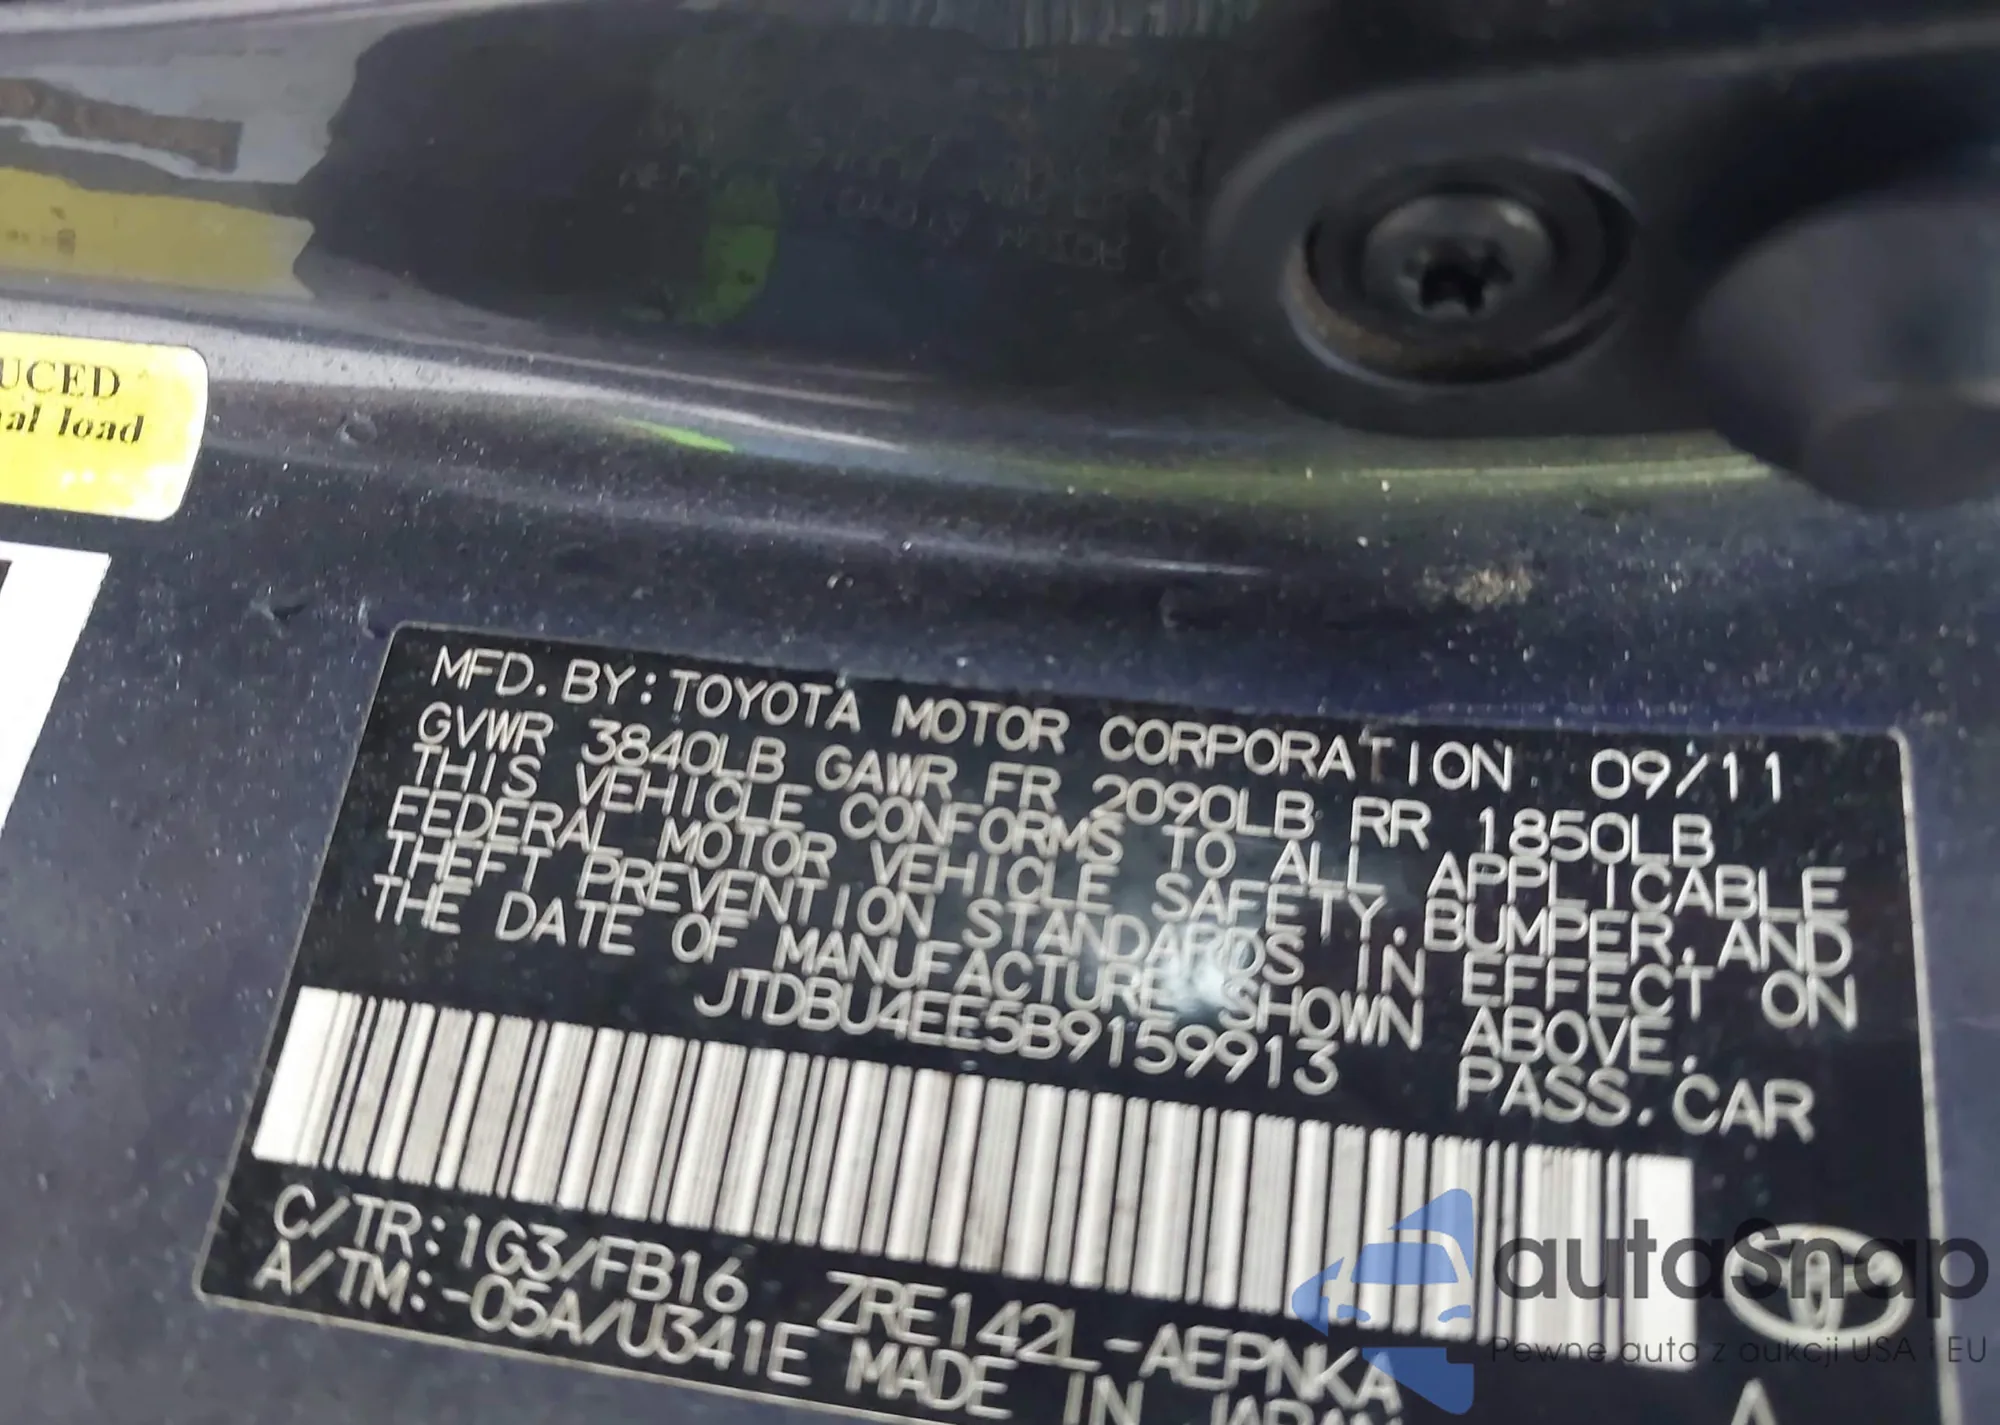 UCED
al load
MFD. BY: TOYOTA MOTOR CORPORATION 09/11
GVWR 3840LB GAWR FR 2090LB RR 1850LB
THIS VEHICLE CONFORMS TO ALL APPLICABLE
FEDERAL MOTOR VEHICLE SAFETY, BUMPER, AND
THEFT PREVENTION STANDARDS IN EFFECT ON
THE DATE OF MANUFACTURE SHOWN ABOVE.
JTDBU4EE5B9159913 PASS. CAR
C/TR: 1G3/FB16 ZRE142L-AEPNKA
A/TM: -05A/U341E MADE IN JAPAN
autoSnap
Pewne auta z aukcji USA i EU